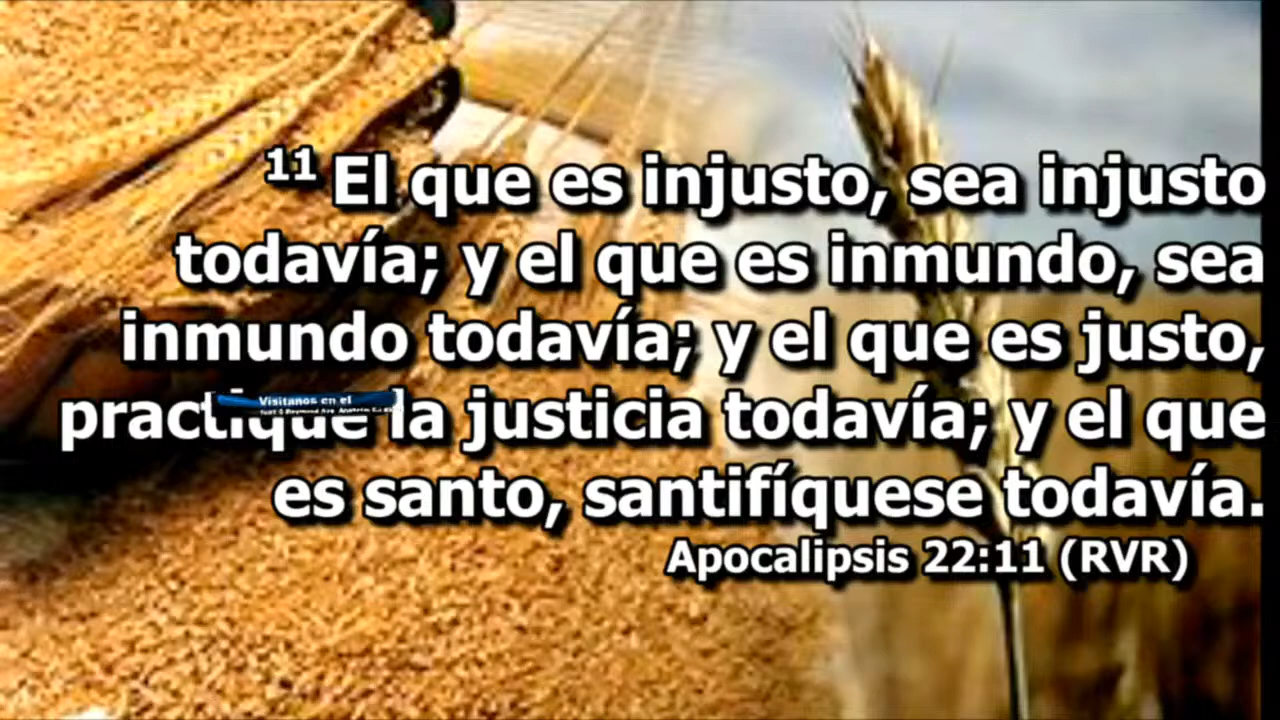 11 El que es injusto, sea injusto
todavía; y el que es inmundo, sea
inmundo todavía; y el que es justo,
practique la justicia todavía; y el que
es santo, santifíquese todavía.
Apocalipsis 22:11 (RVR)
Visitanos en el